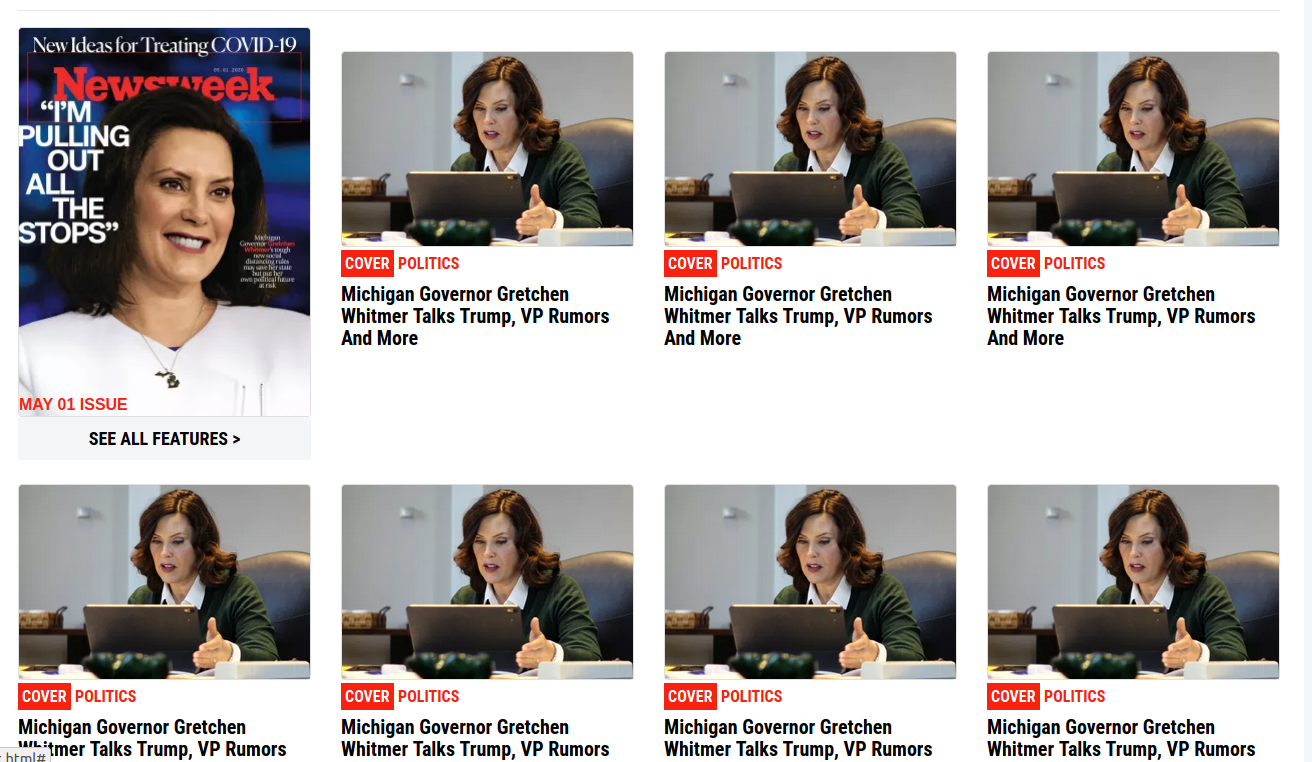 New Ideas for Treating COVID-19
Newsweek
“I’M
PULLING
OUT
ALL
THE
STOPS”
Michigan
Governor Gretchen
Whitmer's tough
new social
distancing rules
may save her state
but put her
own political future
at risk
MAY 01 ISSUE
SEE ALL FEATURES >
COVER POLITICS
Michigan Governor Gretchen
Whitmer Talks Trump, VP Rumors
And More
COVER POLITICS
Michigan Governor Gretchen
Whitmer Talks Trump, VP Rumors
And More
COVER POLITICS
Michigan Governor Gretchen
Whitmer Talks Trump, VP Rumors
And More
COVER POLITICS
Michigan Governor Gretchen
Whitmer Talks Trump, VP Rumors
COVER POLITICS
Michigan Governor Gretchen
Whitmer Talks Trump, VP Rumors
COVER POLITICS
Michigan Governor Gretchen
Whitmer Talks Trump, VP Rumors
COVER POLITICS
Michigan Governor Gretchen
Whitmer Talks Trump, VP Rumors
html#